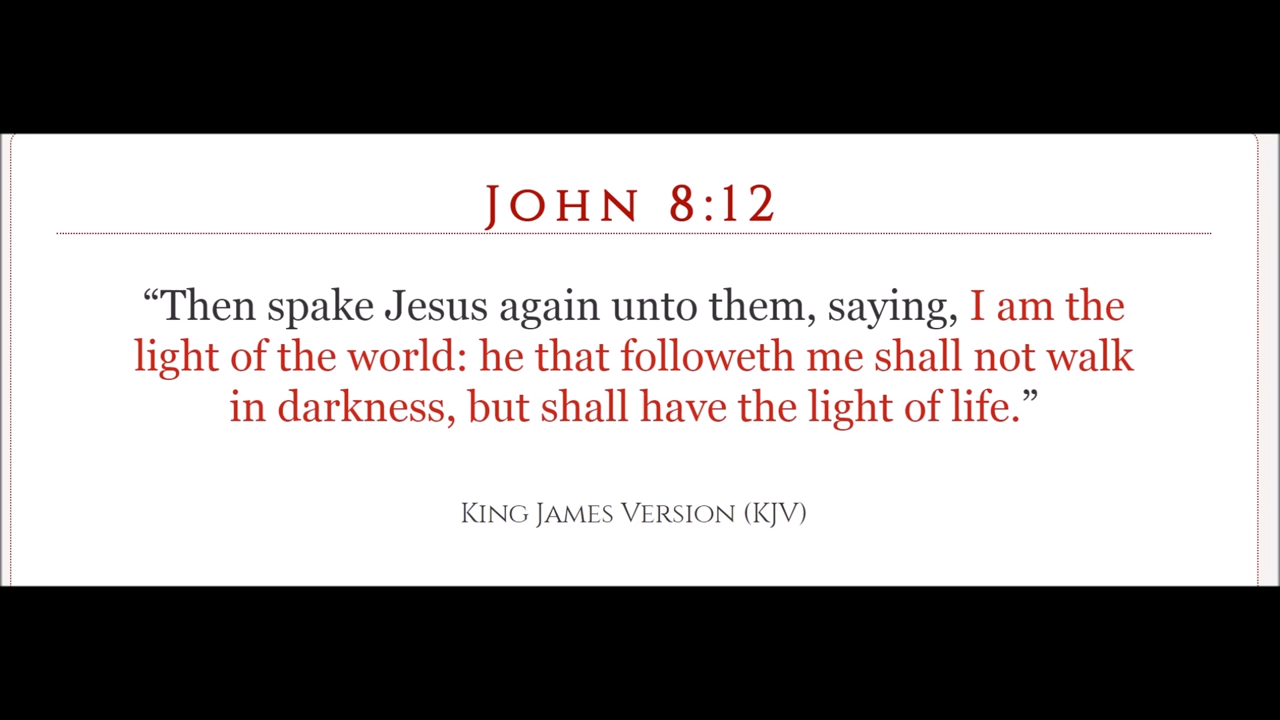 John 8:12
“Then spake Jesus again unto them, saying, I am the
light of the world: he that followeth me shall not walk
in darkness, but shall have the light of life.”
King James Version (KJV)